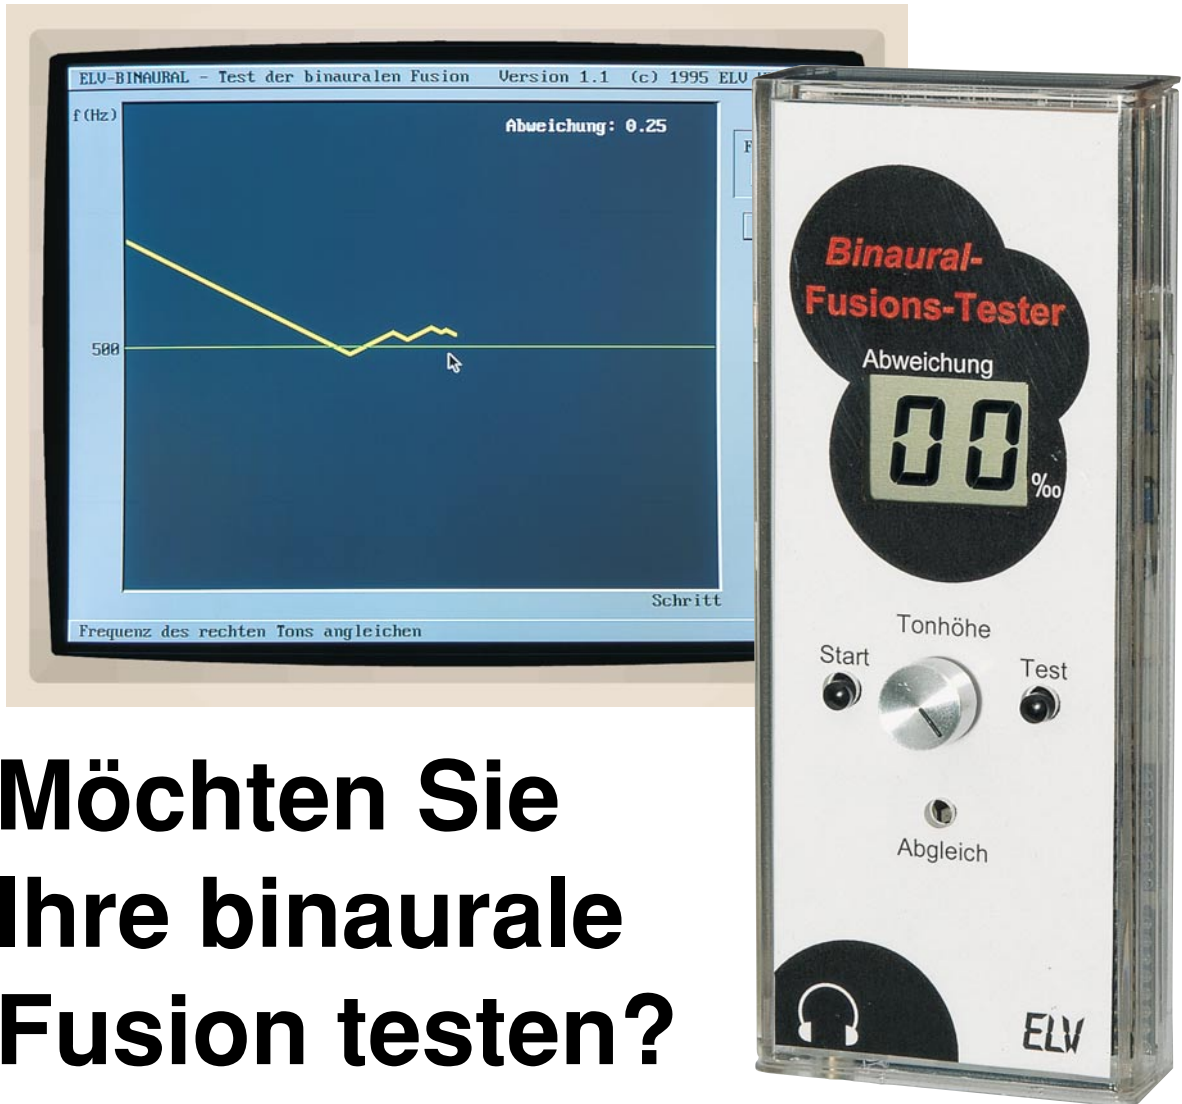 ELV-BINAURAL - Test der binauralen Fusion Version 1.1 (c) 1995 ELV
f(Hz)
Abweichung: 0.25
500
Schritt
Frequenz des rechten Tons angleichen
Binaural-
Fusions-Tester
Abweichung
00
‰
Tonhöhe
Start
Test
Abgleich
ELV
Möchten Sie
Ihre binaurale
Fusion testen?